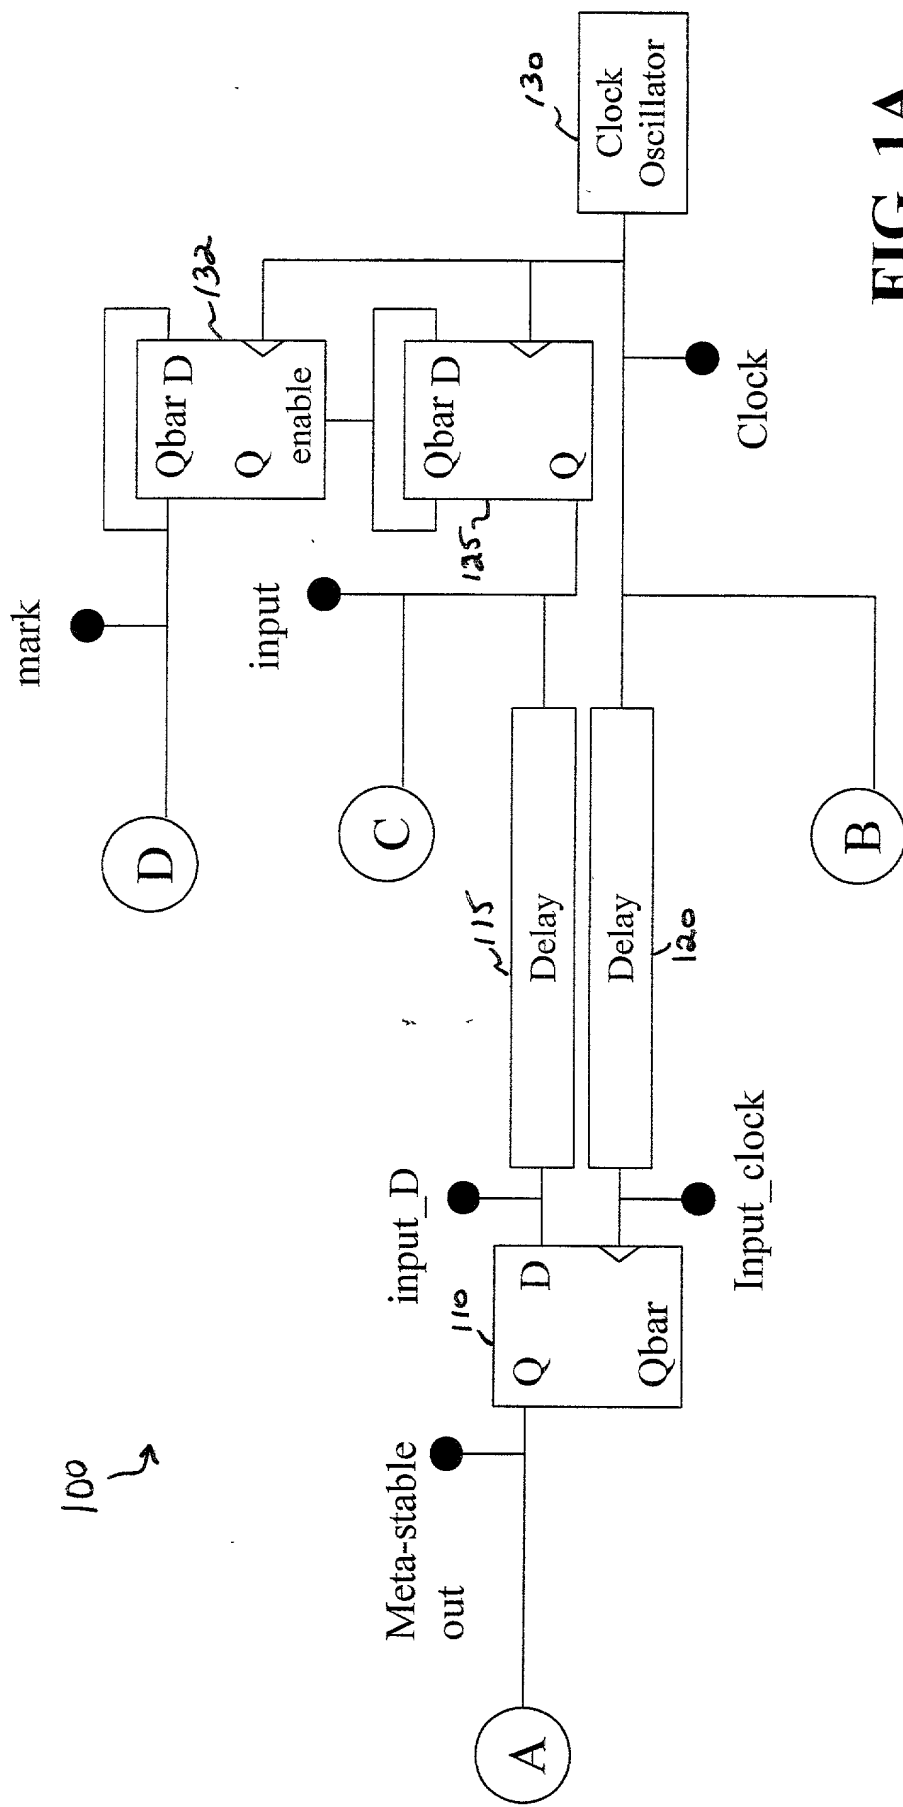 100
Meta-stable
out
A
110
Q
D
Qbar
input_D
Input_clock
115
Delay
Delay
120
D
mark
C
input
B
132
Qbar D
Q
enable
125
Qbar D
Q
Clock
130
Clock
Oscillator
FIG. 1A